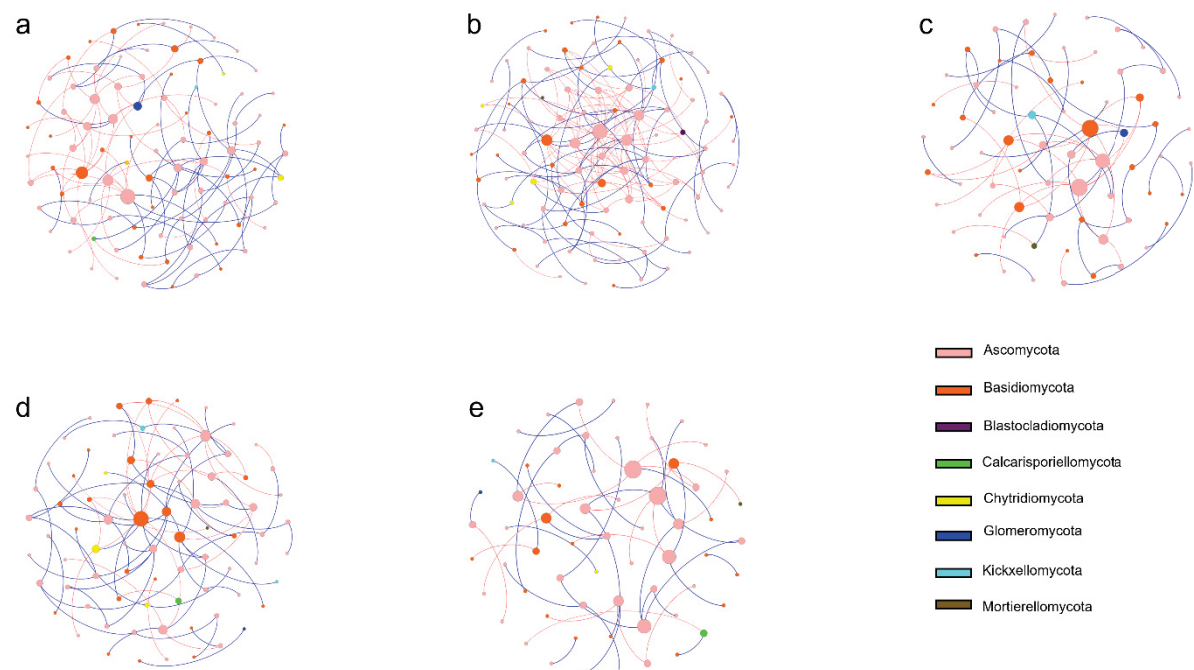 a
b
c
Ascomycota
Basidiomycota
Blastocladiomycota
Calcarisporiellomycota
Chytridiomycota
Glomeromycota
Kickxellomycota
Mortierellomycota
d
e